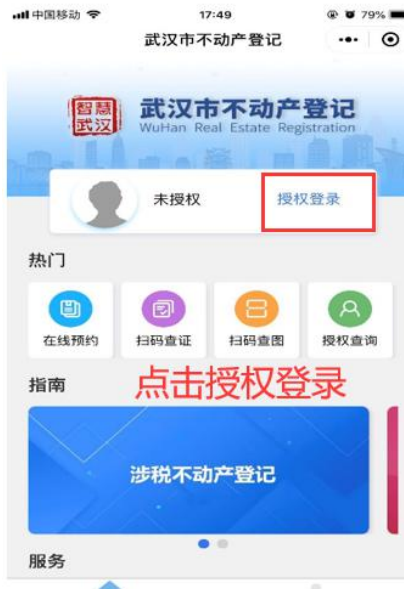 中国移动 17:49 79%
武汉市不动产登记
智慧
武汉
武汉市不动产登记
WuHan Real Estate Registration
未授权 授权登录
热门
在线预约 扫码查证 扫码查图 授权查询
指南 点击授权登录
涉税不动产登记
服务